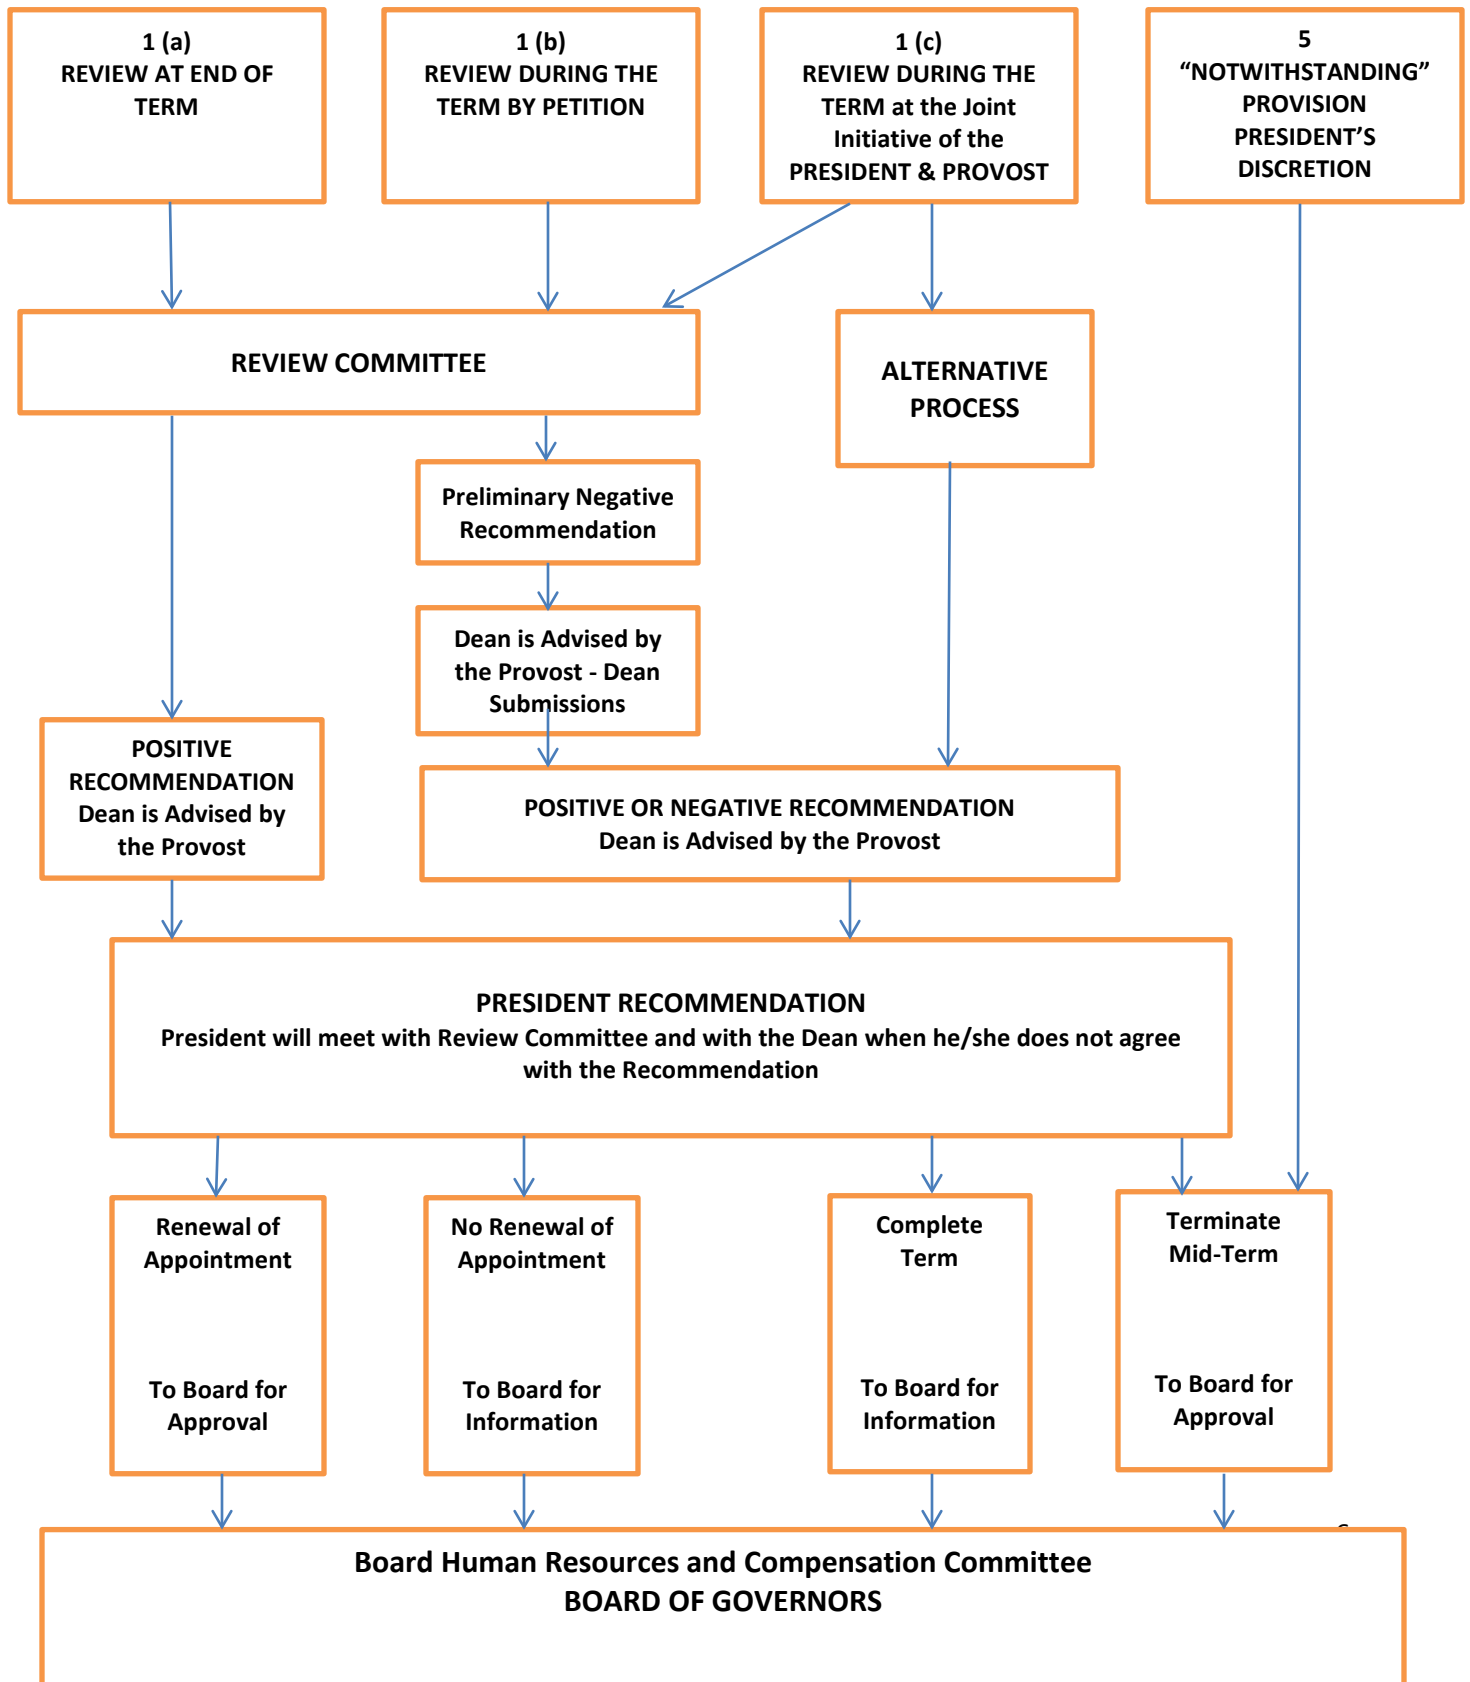 1 (a)
REVIEW AT END OF
TERM
1 (b)
REVIEW DURING THE
TERM BY PETITION
1 (c)
REVIEW DURING THE
TERM at the Joint
Initiative of the
PRESIDENT & PROVOST
5
“NOTWITHSTANDING”
PROVISION
PRESIDENT’S
DISCRETION
REVIEW COMMITTEE
ALTERNATIVE
PROCESS
Preliminary Negative
Recommendation
Dean is Advised by
the Provost - Dean
Submissions
POSITIVE
RECOMMENDATION
Dean is Advised by
the Provost
POSITIVE OR NEGATIVE RECOMMENDATION
Dean is Advised by the Provost
PRESIDENT RECOMMENDATION
President will meet with Review Committee and with the Dean when he/she does not agree
with the Recommendation
Renewal of
Appointment
To Board for
Approval
No Renewal of
Appointment
To Board for
Information
Complete
Term
To Board for
Information
Terminate
Mid-Term
To Board for
Approval
Board Human Resources and Compensation Committee
BOARD OF GOVERNORS